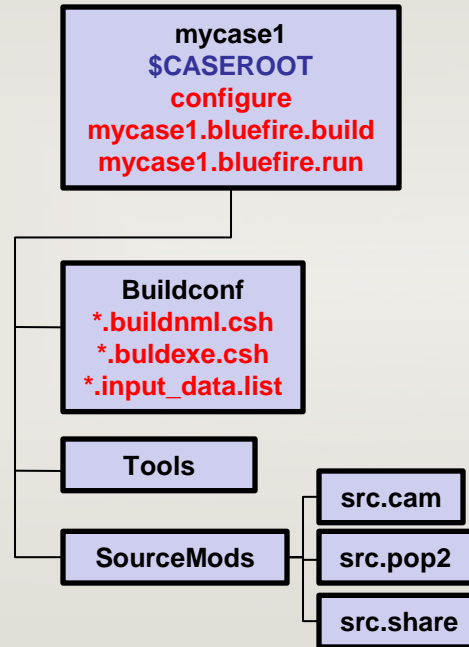 mycase1
$CASEROOT
configure
mycase1.bluefire.build
mycase1.bluefire.run
Buildconf
*.buildnml.csh
*.buldexe.csh
*.input_data.list
Tools
SourceMods
src.cam
src.pop2
src.share